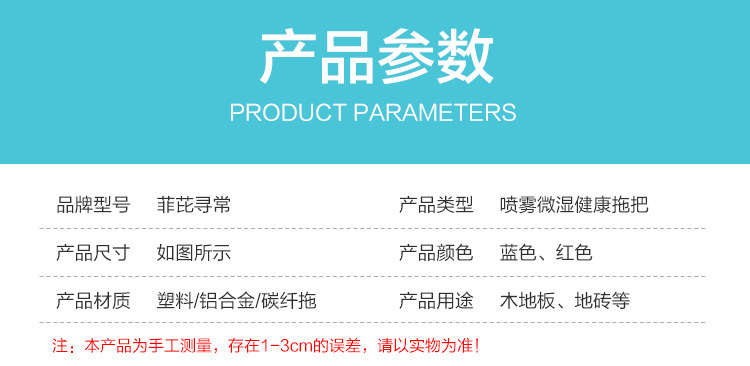 产品参数
PRODUCT PARAMETERS
品牌型号 菲芘寻常 产品类型 喷雾微湿健康拖把
产品尺寸 如图所示 产品颜色 蓝色、红色
产品材质 塑料/铝合金/碳纤拖 产品用途 木地板、地砖等
注：本产品为手工测量，存在1-3cm的误差，请以实物为准！